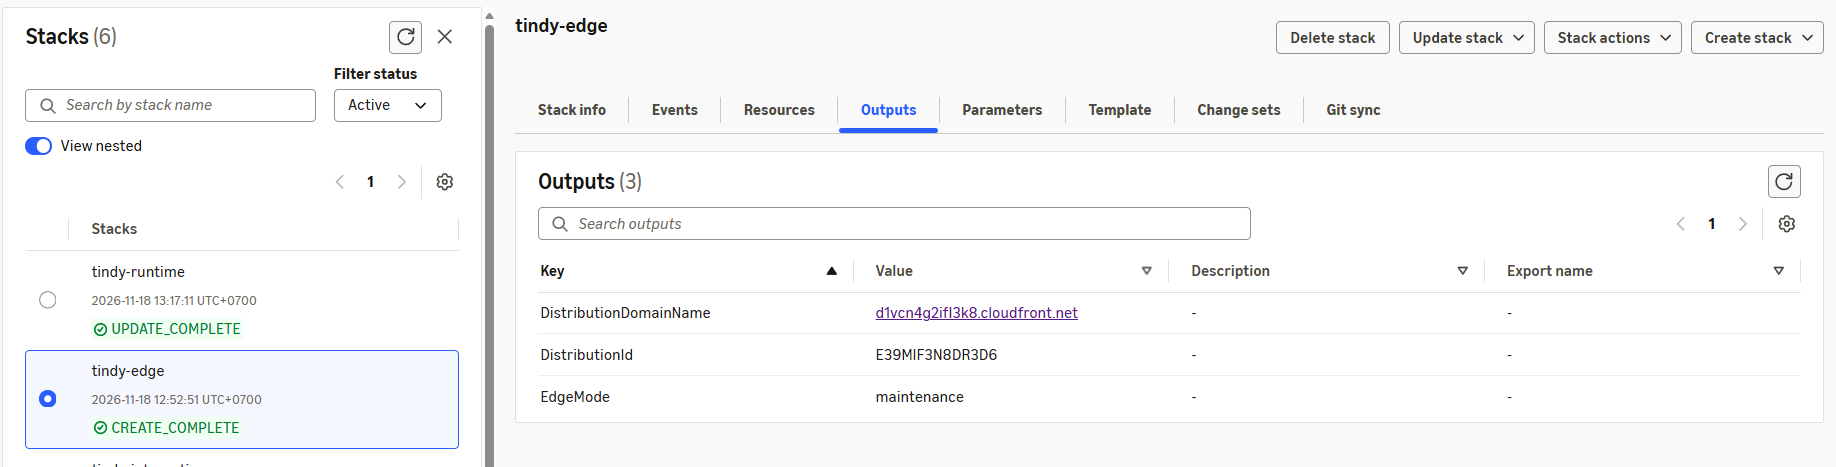 Stacks (6)
Filter status
Search by stack name
Active
View nested
1
Stacks
tindy-runtime
2026-11-18 13:17:11 UTC+0700
UPDATE_COMPLETE
tindy-edge
2026-11-18 12:52:51 UTC+0700
CREATE_COMPLETE
tindy-edge
Delete stack
Update stack
Stack actions
Create stack
Stack info
Events
Resources
Outputs
Parameters
Template
Change sets
Git sync
Outputs (3)
Search outputs
1
Key Value Description Export name
DistributionDomainName d1vcn4g2ifl3k8.cloudfront.net - -
DistributionId E39MIF3N8DR3D6 - -
EdgeMode maintenance - -